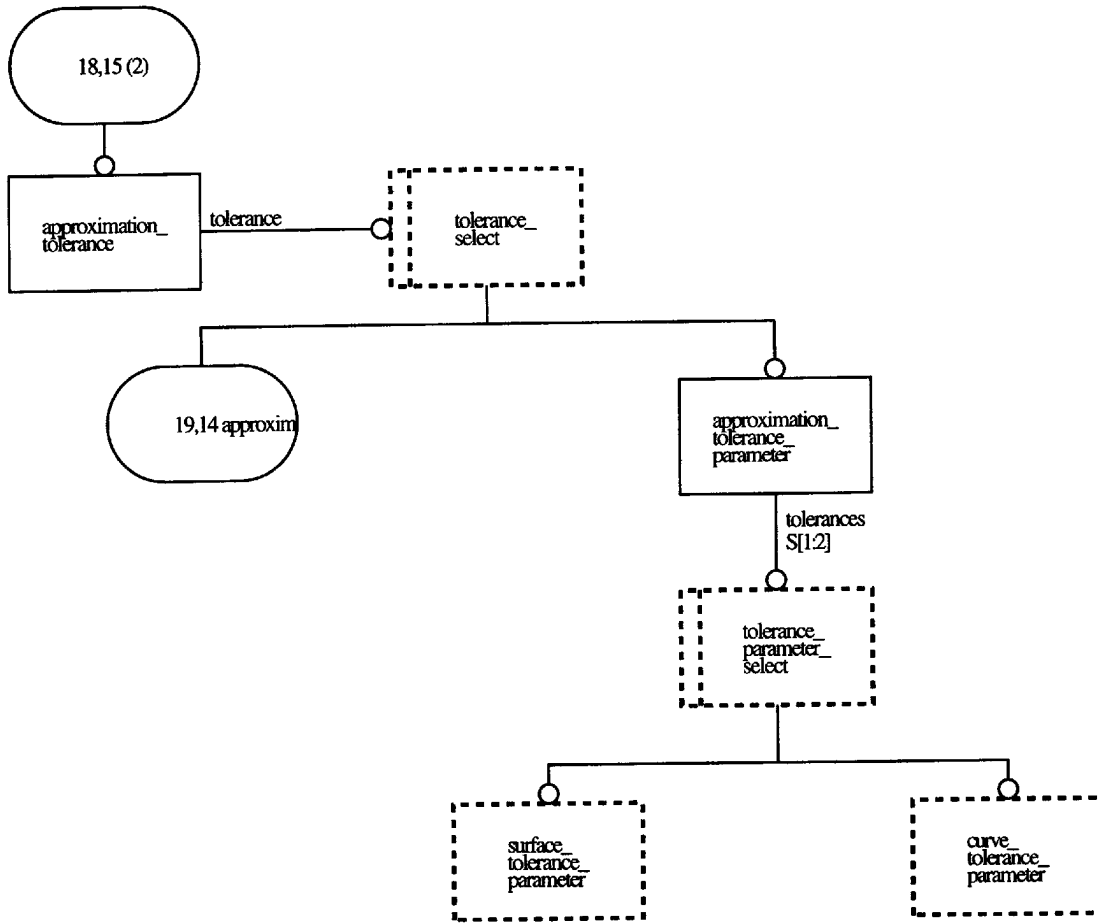 18,15 (2)
approximation_
tolerance
tolerance
tolerance_
select
19,14 approxim
approximation_
tolerance_
parameter
tolerances
S[1:2]
tolerance_
parameter_
select
surface_
tolerance_
parameter
curve_
tolerance_
parameter